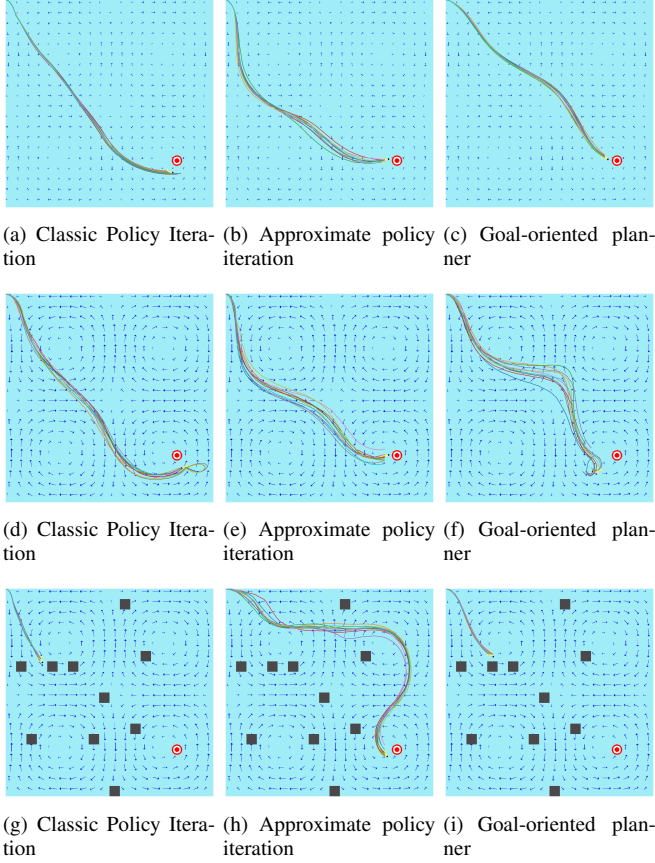 (a) Classic Policy Itera-
tion
(b) Approximate policy
iteration
(c) Goal-oriented plan-
ner
(d) Classic Policy Itera-
tion
(e) Approximate policy
iteration
(f) Goal-oriented plan-
ner
(g) Classic Policy Itera-
tion
(h) Approximate policy
iteration
(i) Goal-oriented plan-
ner